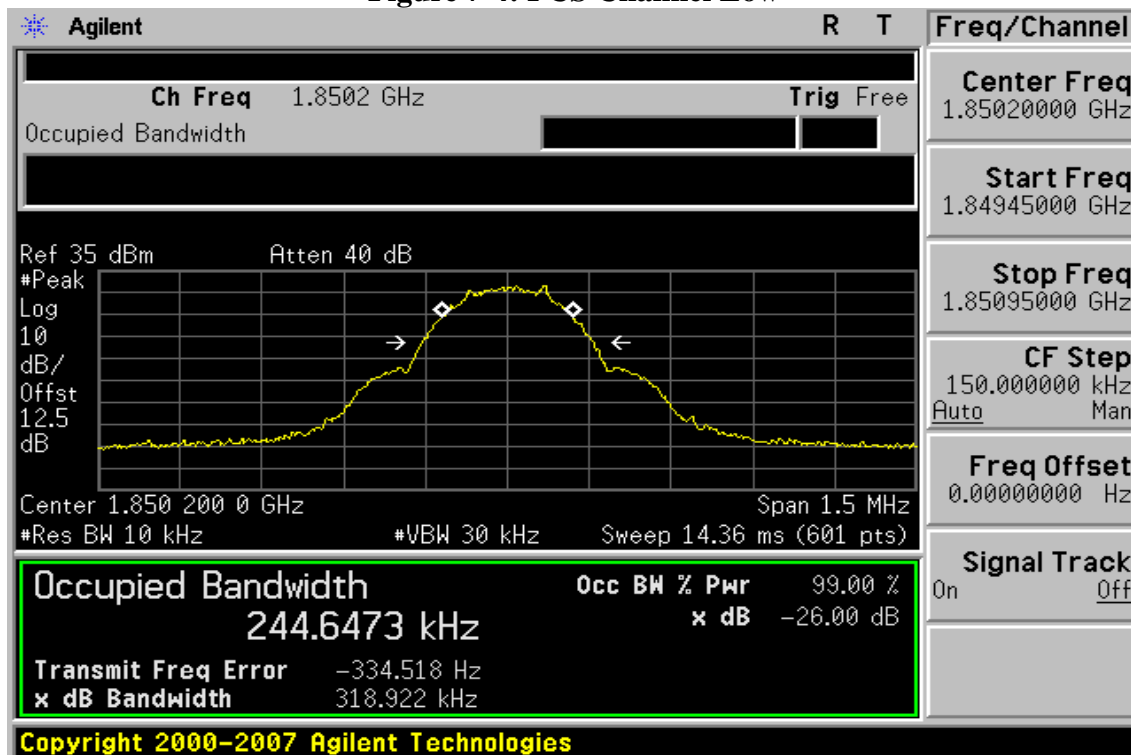 Agilent R T Freq/Channel
Ch Freq 1.8502 GHz Trig Free
Occupied Bandwidth
Center Freq
1.85020000 GHz
Start Freq
1.84945000 GHz
Stop Freq
1.85095000 GHz
CF Step
150.000000 kHz
Auto Man
Freq Offset
0.00000000 Hz
Signal Track
On Off
Ref 35 dBm Atten 40 dB
#Peak
Log
10
dB/
Offst
12.5
dB
Center 1.850 200 0 GHz Span 1.5 MHz
#Res BW 10 kHz #VBW 30 kHz Sweep 14.36 ms (601 pts)
Occupied Bandwidth
244.6473 kHz
Occ BW % Pwr 99.00 %
x dB -26.00 dB
Transmit Freq Error -334.518 Hz
x dB Bandwidth 318.922 kHz
Copyright 2000-2007 Agilent Technologies